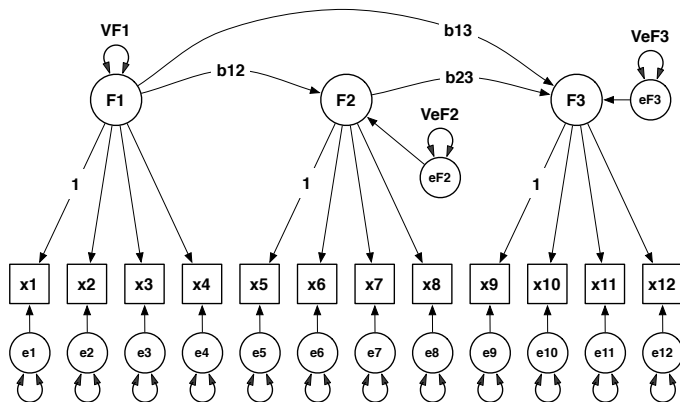 VF1
b13
VeF3
b12
b23
F1
F2
F3
eF3
VeF2
eF2
1
1
1
x1 x2 x3 x4 x5 x6 x7 x8 x9 x10 x11 x12
e1 e2 e3 e4 e5 e6 e7 e8 e9 e10 e11 e12